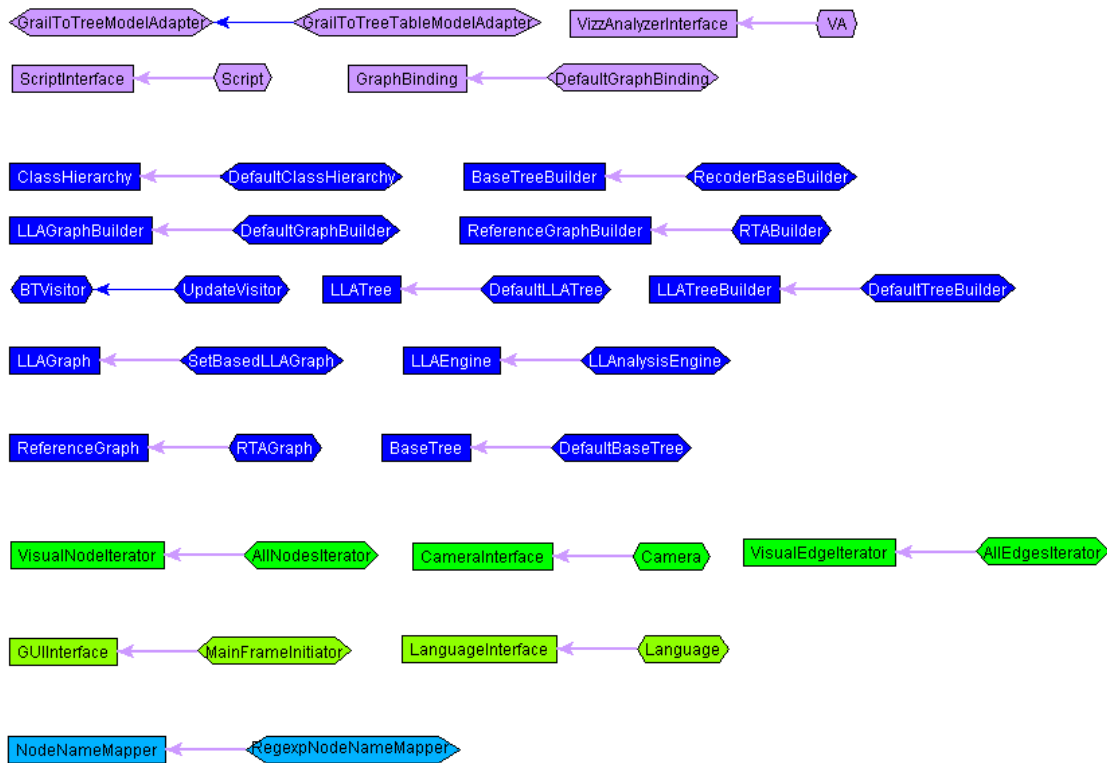 GrailToTreeModelAdapter GrailToTreeTableModelAdapter VizzAnalyzerInterface VA
ScriptInterface Script GraphBinding DefaultGraphBinding
ClassHierarchy DefaultClassHierarchy BaseTreeBuilder RecoderBaseBuilder
LLAGraphBuilder DefaultGraphBuilder ReferenceGraphBuilder RTABuilder
BTVisitor UpdateVisitor LLATree DefaultLLATree LLATreeBuilder DefaultTreeBuilder
LLAGraph SetBasedLLAGraph LLAEngine LLAnalysisEngine
ReferenceGraph RTAGraph BaseTree DefaultBaseTree
VisualNodeIterator AllNodesIterator CameraInterface Camera VisualEdgeIterator AllEdgesIterator
GUIInterface MainFrameInitiator LanguageInterface Language
NodeNameMapper RegexpNodeNameMapper